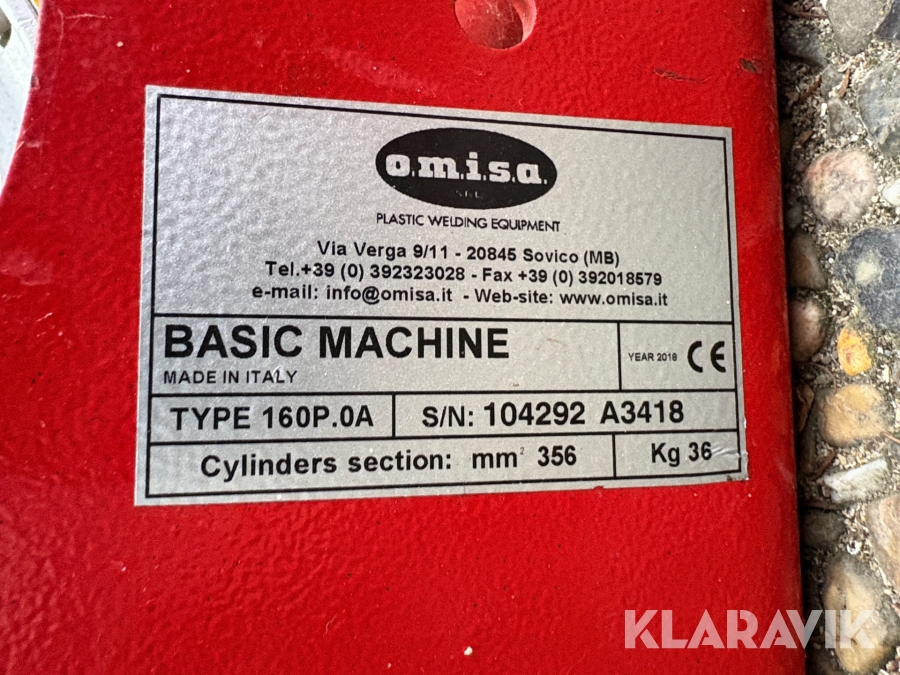 o.m.i.s.a.
S.R.L.
PLASTIC WELDING EQUIPMENT
Via Verga 9/11 - 20845 Sovico (MB)
Tel.+39 (0) 392323028 - Fax +39 (0) 392018579
e-mail: info@omisa.it - Web-site: www.omisa.it
BASIC MACHINE
MADE IN ITALY
YEAR 2018 CE
TYPE 160P.0A
S/N: 104292 A3418
Cylinders section: mm² 356
Kg 36
KLARAVIK